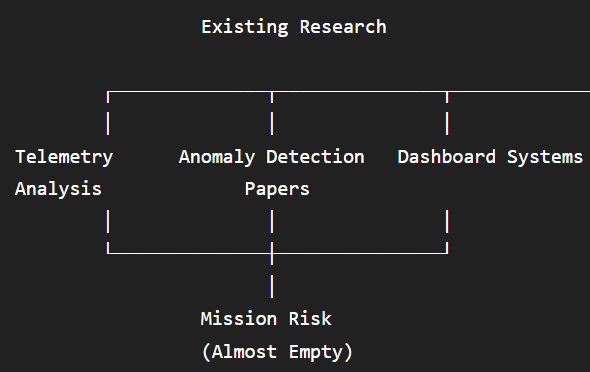 Existing Research
Telemetry Anomaly Detection Dashboard Systems
Analysis Papers
Mission Risk
(Almost Empty)